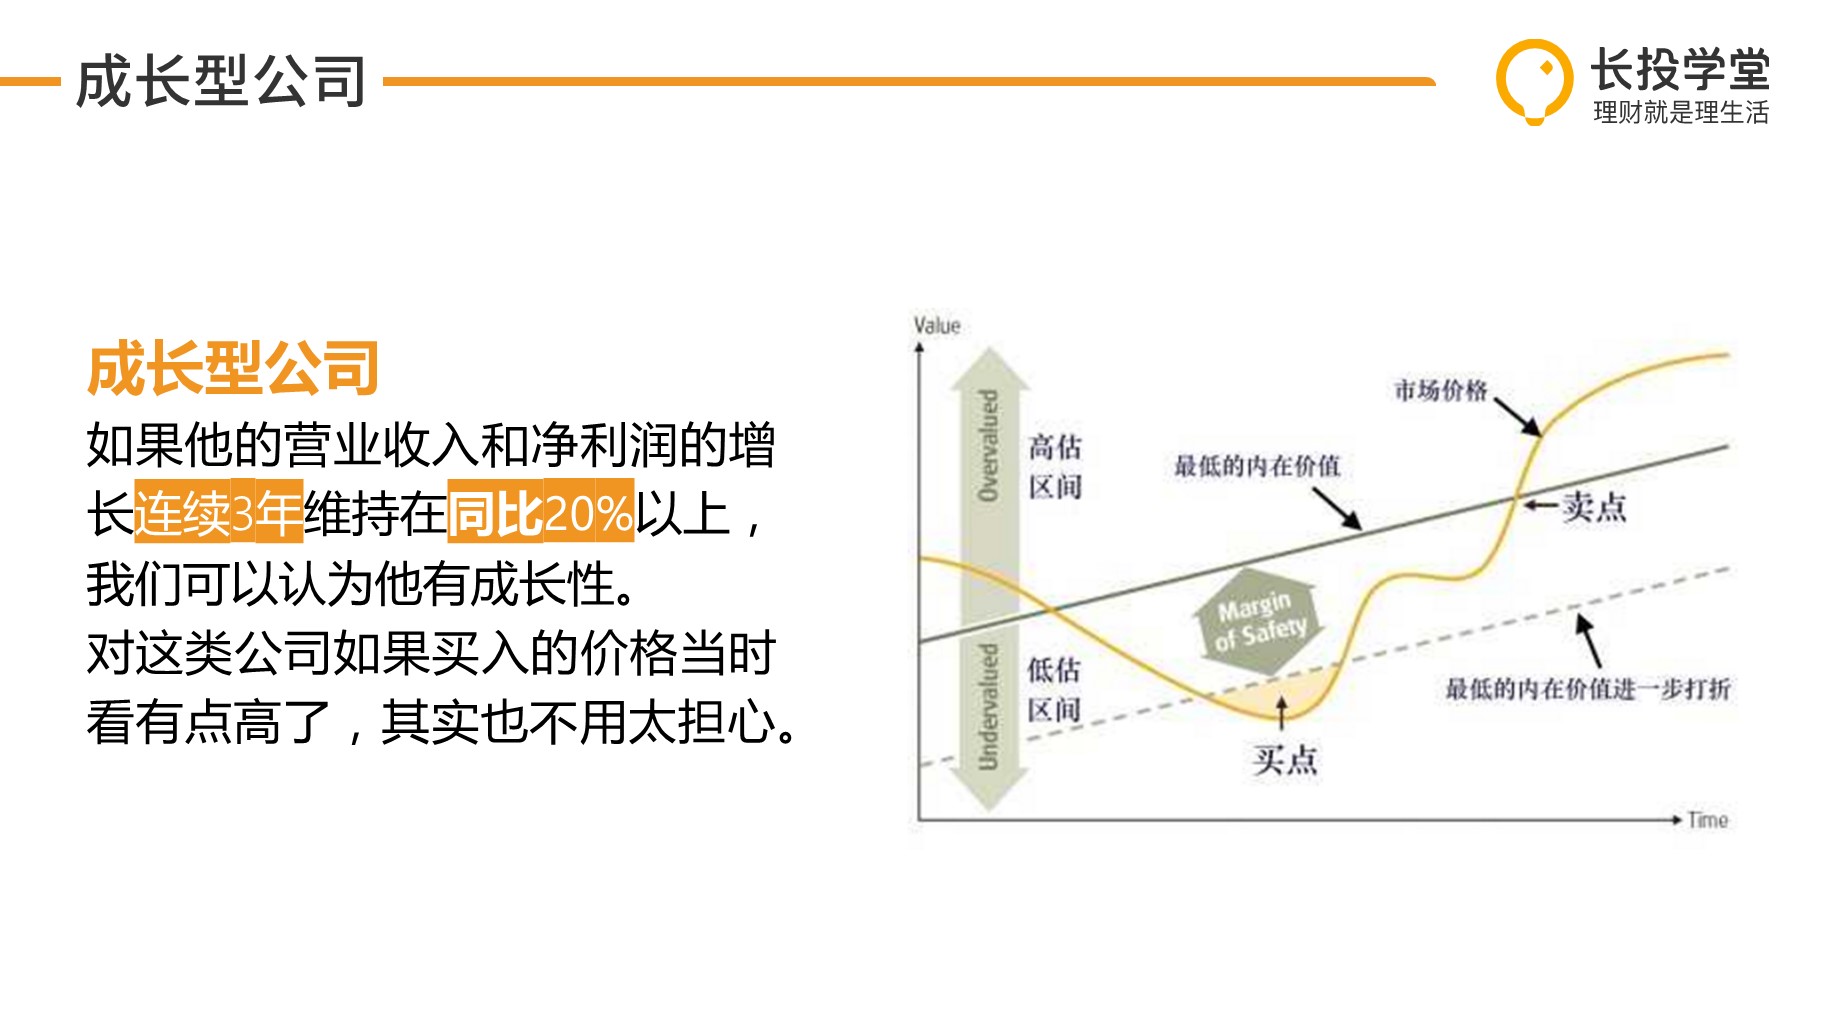 成长型公司
长投学堂
理财就是理生活
成长型公司
如果他的营业收入和净利润的增
长连续3年维持在同比20%以上，
我们可以认为他有成长性。
对这类公司如果买入的价格当时
看有点高了，其实也不用太担心。
Value
Overvalued
高估
区间
市场价格
最低的内在价值
卖点
Margin
of Safety
Undervalued
低估
区间
最低的内在价值进一步打折
买点
Time